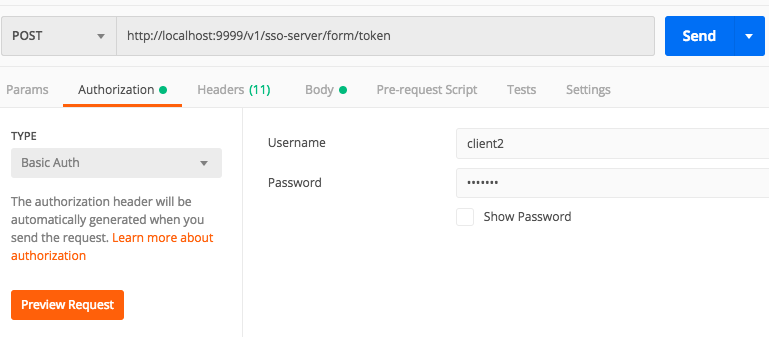 POST http://localhost:9999/v1/sso-server/form/token Send
Params Authorization Headers (11) Body Pre-request Script Tests Settings
TYPE
Basic Auth
The authorization header will be
automatically generated when you
send the request. Learn more about
authorization
Preview Request
Username client2
Password •••••••
Show Password